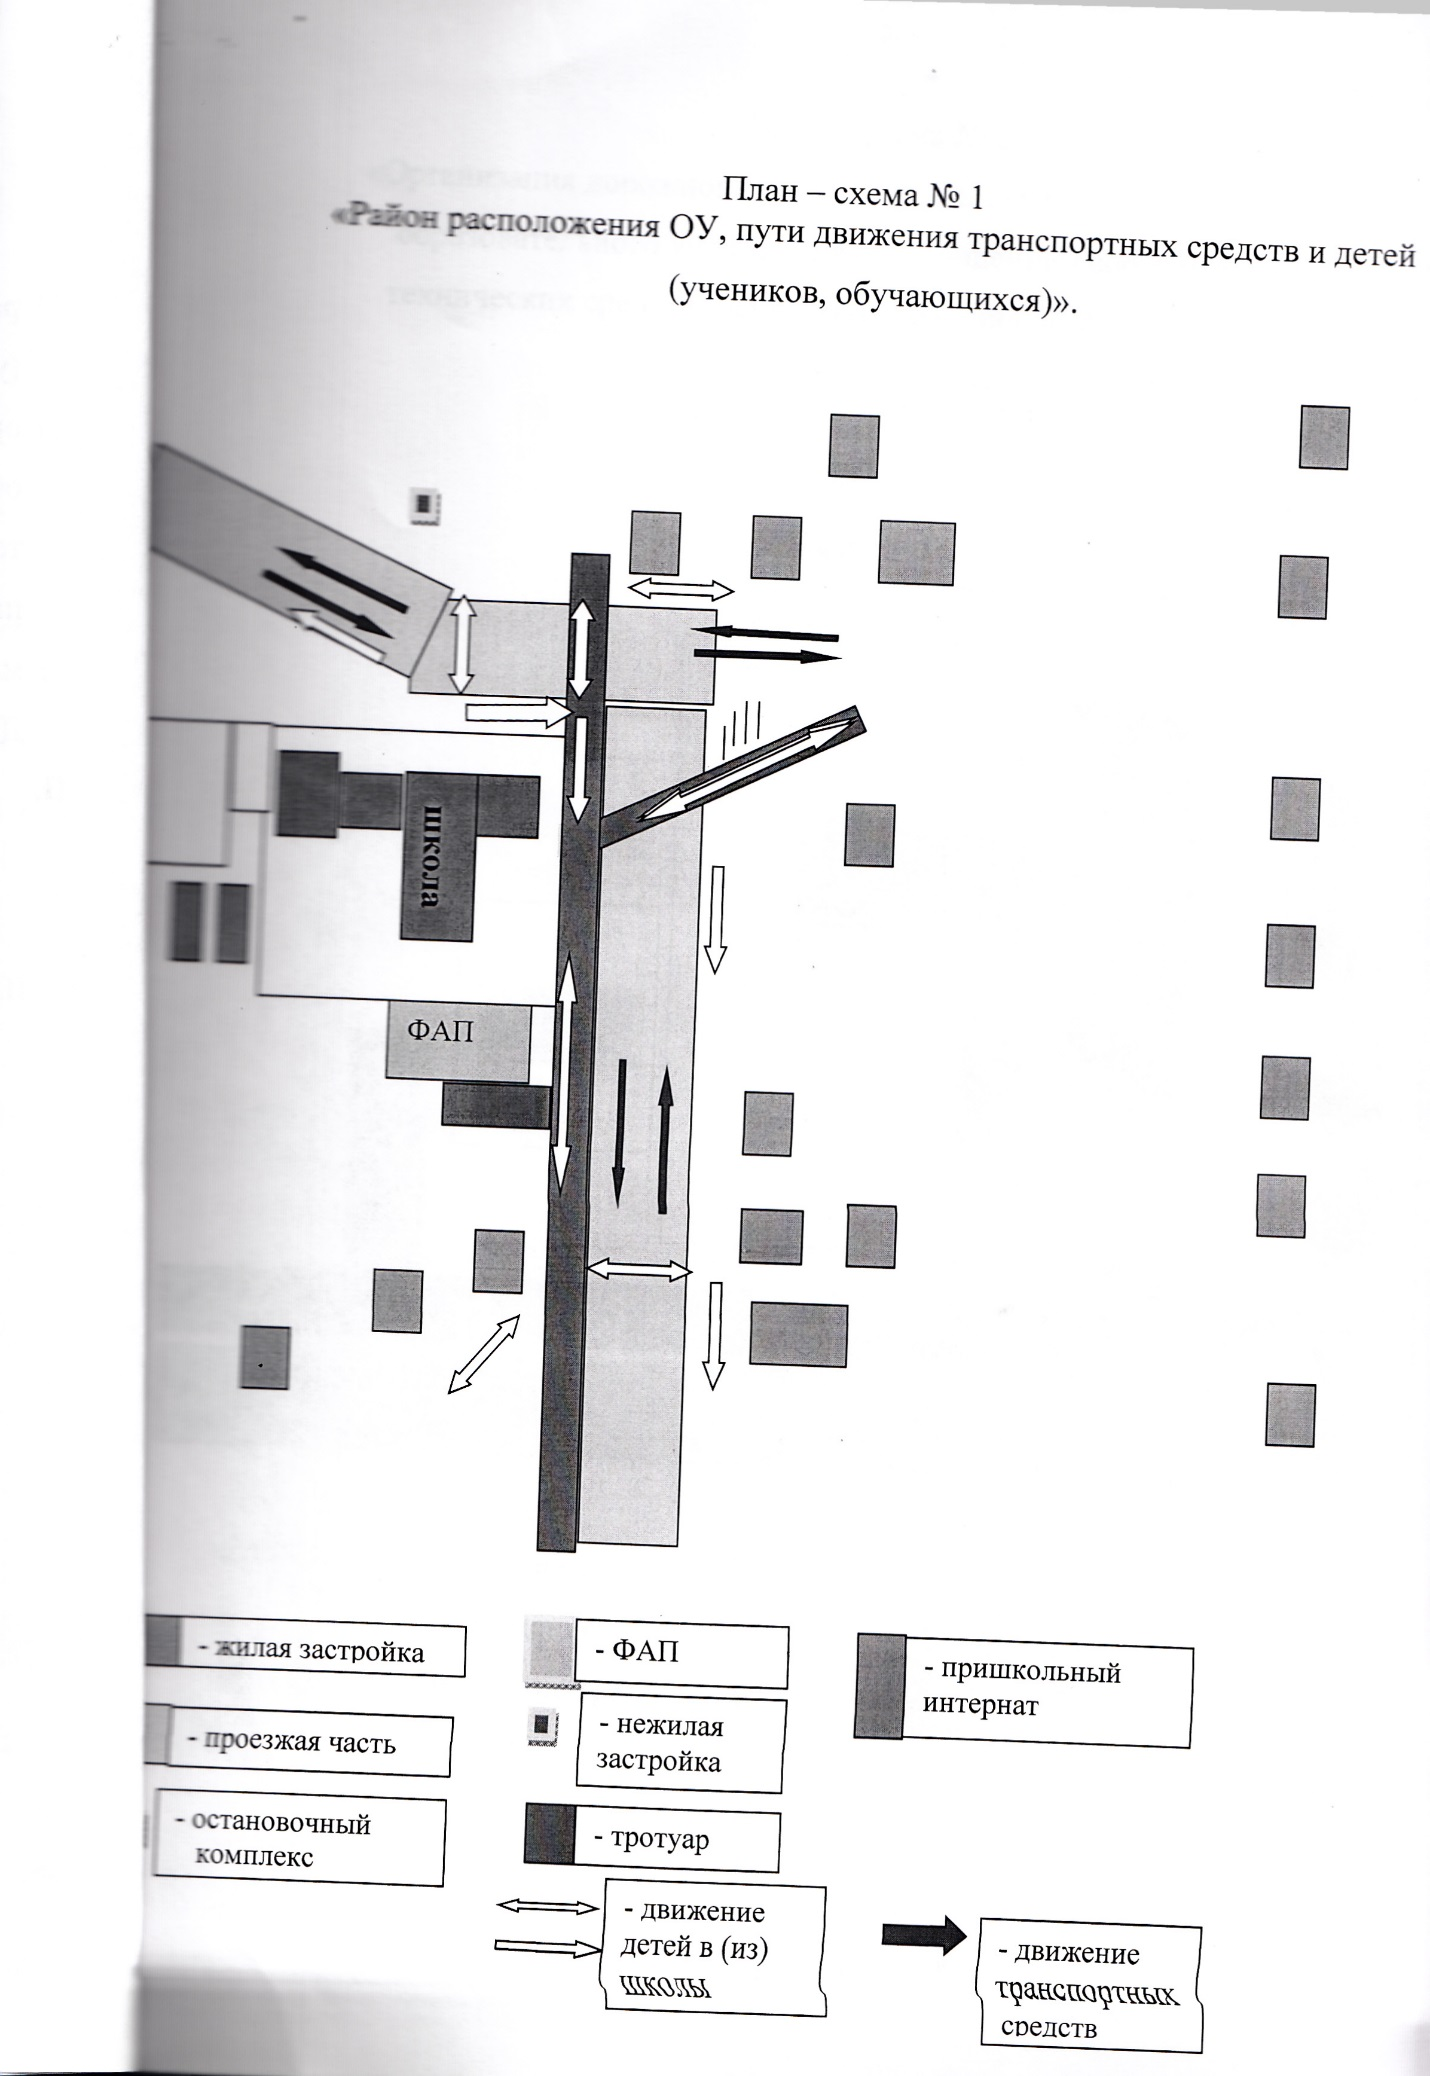 План – схема № 1
«Район расположения ОУ, пути движения транспортных средств и детей
(учеников, обучающихся)».
школа
ФАП
- жилая застройка
- ФАП
- пришкольный
интернат
- проезжая часть
- нежилая
застройка
- остановочный
комплекс
- тротуар
- движение
детей в (из)
школы
- движение
транспортных
средств